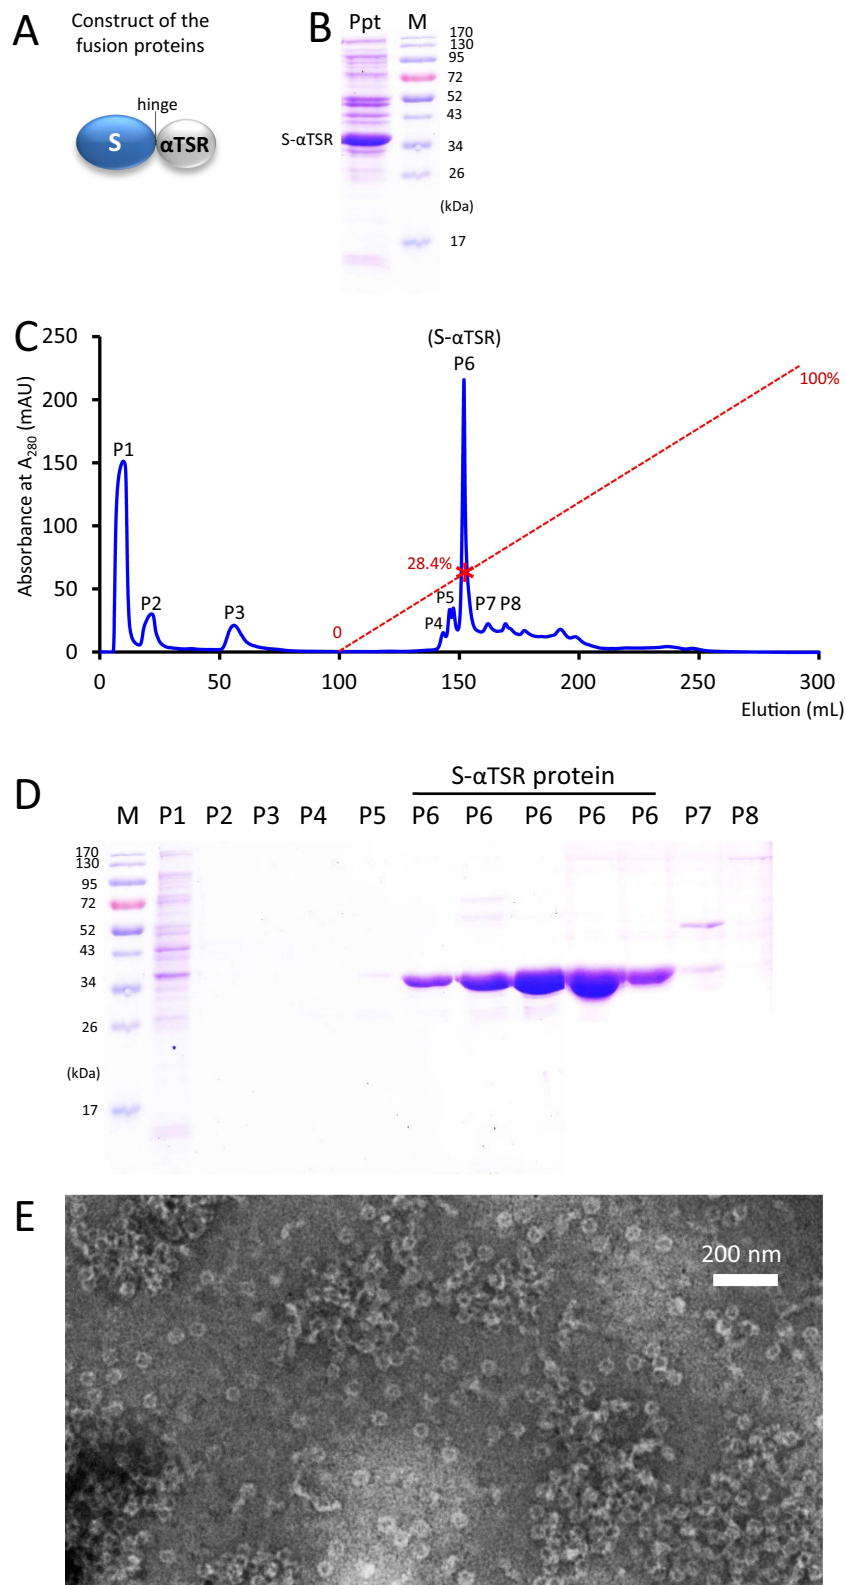 A
Construct of the
fusion proteins
hinge
S
αTSR
B
Ppt M
170
130
95
72
52
43
S-αTSR
34
26
(kDa)
17
C
250
200
150
100
50
0
Absorbance at A280 (mAU)
(S-αTSR)
P6
100%
P1
28.4%
P2
P3
P5
P4
P7 P8
0
0 50 100 150 200 250 300
Elution (mL)
D
S-αTSR protein
M P1 P2 P3 P4 P5 P6 P6 P6 P6 P6 P7 P8
170
130
95
72
52
43
34
26
(kDa)
17
E
200 nm